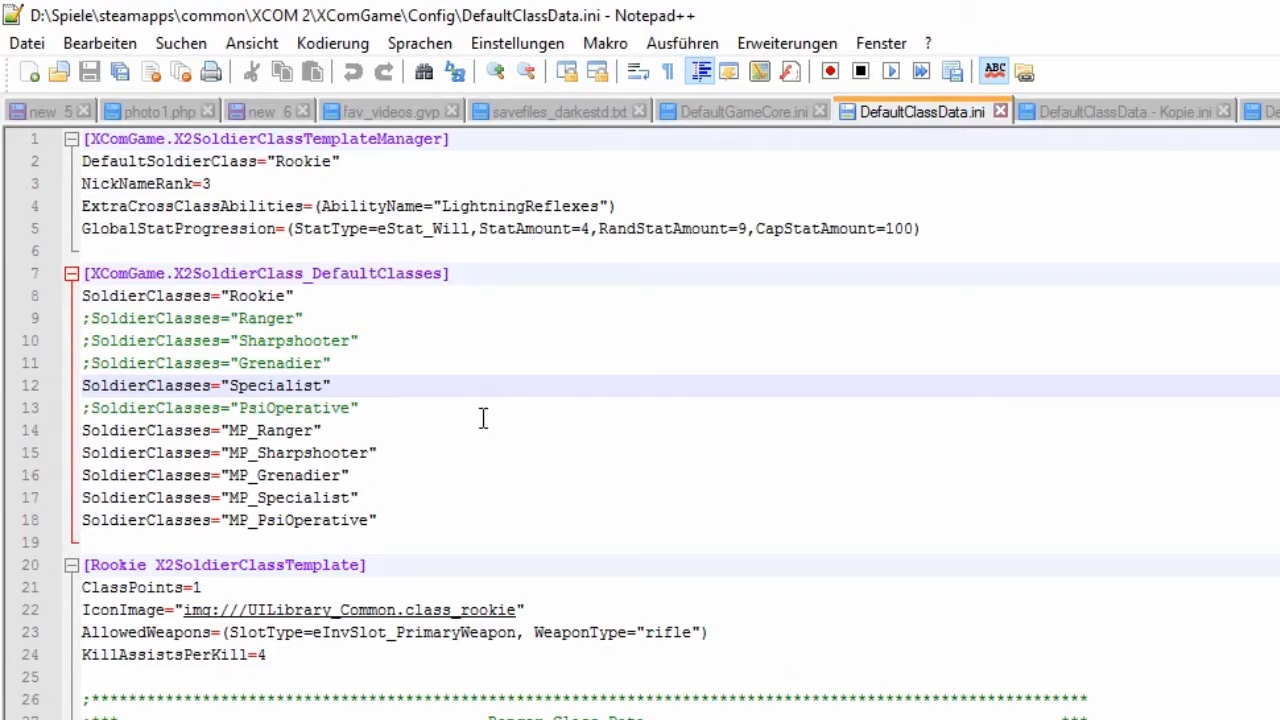 D:\Spiele\steamapps\common\XCOM 2\XComGame\Config\DefaultClassData.ini - Notepad++
Datei Bearbeiten Suchen Ansicht Kodierung Sprachen Einstellungen Makro Ausführen Erweiterungen Fenster ?
ABC
new 5 photo1.php new 6 fav_videos.gvp savefiles_darkestd.txt DefaultGameCore.ini DefaultClassData.ini DefaultClassData - Kopie.ini De
1 [XComGame.X2SoldierClassTemplateManager]
2 DefaultSoldierClass="Rookie"
3 NickNameRank=3
4 ExtraCrossClassAbilities=(AbilityName="LightningReflexes")
5 GlobalStatProgression=(StatType=eStat_Will,StatAmount=4,RandStatAmount=9,CapStatAmount=100)
6
7 [XComGame.X2SoldierClass_DefaultClasses]
8 SoldierClasses="Rookie"
9 ;SoldierClasses="Ranger"
10 ;SoldierClasses="Sharpshooter"
11 ;SoldierClasses="Grenadier"
12 SoldierClasses="Specialist"
13 ;SoldierClasses="PsiOperative"
14 SoldierClasses="MP_Ranger"
15 SoldierClasses="MP_Sharpshooter"
16 SoldierClasses="MP_Grenadier"
17 SoldierClasses="MP_Specialist"
18 SoldierClasses="MP_PsiOperative"
19
20 [Rookie X2SoldierClassTemplate]
21 ClassPoints=1
22 IconImage="img:///UILibrary_Common.class_rookie"
23 AllowedWeapons=(SlotType=eInvSlot_PrimaryWeapon, WeaponType="rifle")
24 KillAssistsPerKill=4
25
26 ;************************************************************************************************************
27 ;*** Ranger Class Data ***